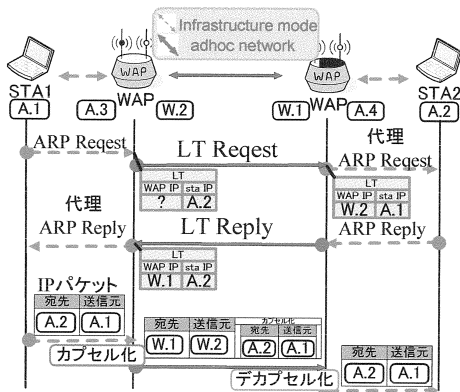 Infrastructure mode
adhoc network
WAP
WAP
STA1
WAP
WAP
STA2
A.1
A.3
W.2
W.1
A.4
A.2
ARP Reqest
LT Reqest
代理
ARP Reqest
LT
WAP IP sta IP
? A.2
LT
WAP IP sta IP
W.2 A.1
代理
ARP Reply
LT Reply
ARP Reply
LT
WAP IP sta IP
W.1 A.2
IPパケット
宛先 送信元
A.2 A.1
カプセル化
宛先 送信元
W.1 W.2
カプセル化
宛先 送信元
A.2 A.1
デカプセル化
宛先 送信元
A.2 A.1